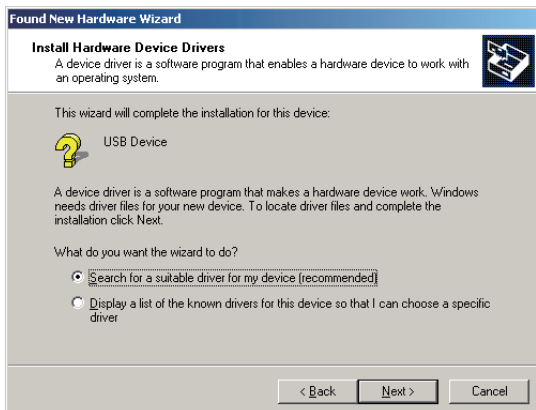 Found New Hardware Wizard
Install Hardware Device Drivers
A device driver is a software program that enables a hardware device to work with
an operating system.
This wizard will complete the installation for this device:
USB Device
A device driver is a software program that makes a hardware device work. Windows
needs driver files for your new device. To locate driver files and complete the
installation click Next.
What do you want the wizard to do?
Search for a suitable driver for my device (recommended)
Display a list of the known drivers for this device so that I can choose a specific
driver
< Back Next > Cancel